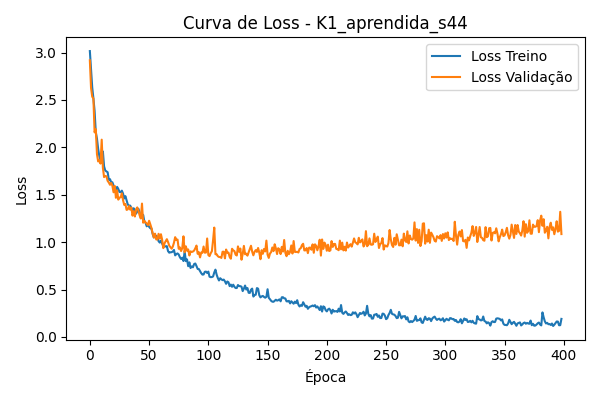 Curva de Loss - K1_aprendida_s44
Loss Treino
Loss Validação
3.0
2.5
2.0
1.5
1.0
0.5
0.0
Loss
0 50 100 150 200 250 300 350 400
Época